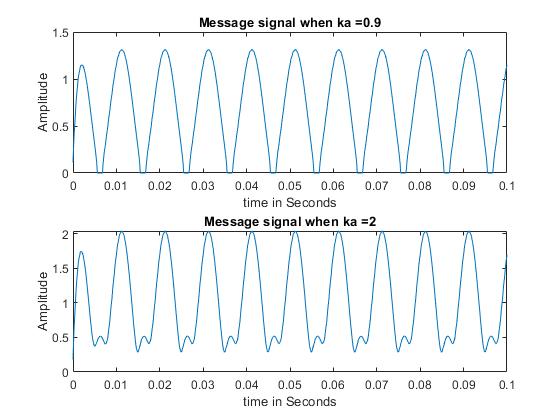 Message signal when ka =0.9
1.5
1
0.5
0
Amplitude
0 0.01 0.02 0.03 0.04 0.05 0.06 0.07 0.08 0.09 0.1
time in Seconds
Message signal when ka =2
2
1.5
1
0.5
0
Amplitude
0 0.01 0.02 0.03 0.04 0.05 0.06 0.07 0.08 0.09 0.1
time in Seconds